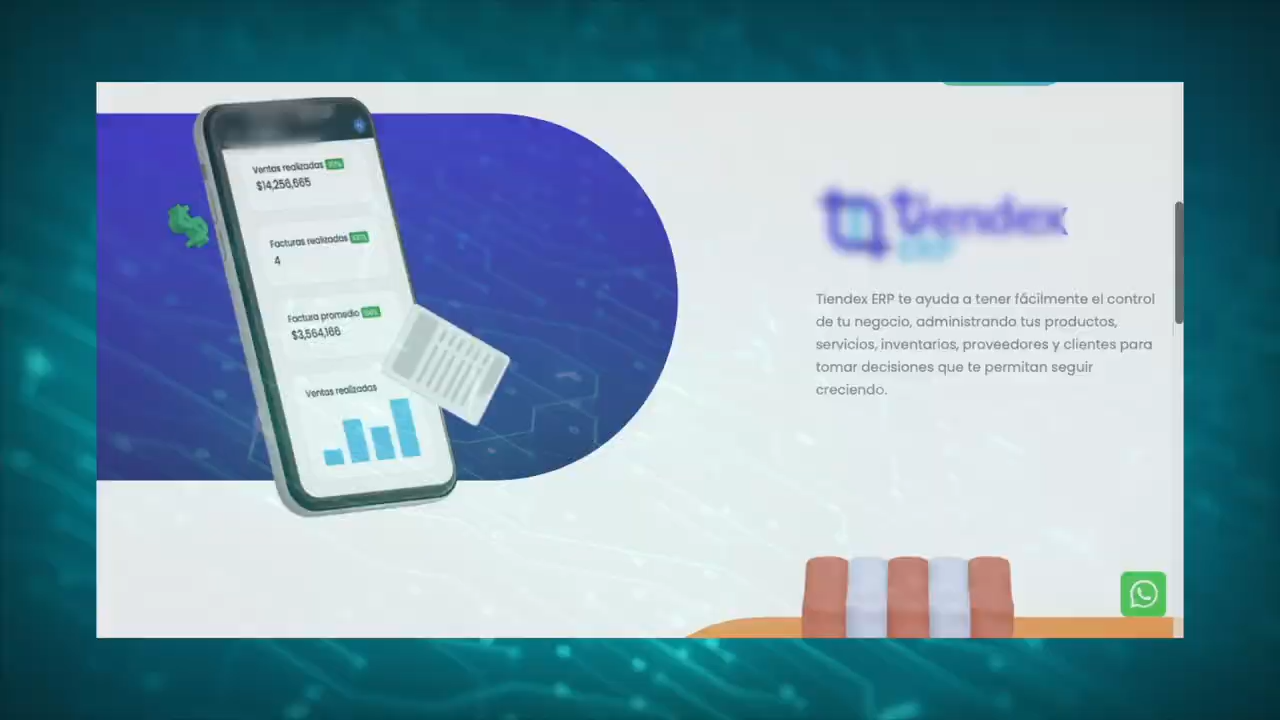 Ventas realizadas
$14,256,665
Facturas realizadas
4
Factura promedio
$3,564,166
Ventas realizadas
Tiendex
ERP
Tiendex ERP te ayuda a tener fácilmente el control
de tu negocio, administrando tus productos,
servicios, inventarios, proveedores y clientes para
tomar decisiones que te permitan seguir
creciendo.